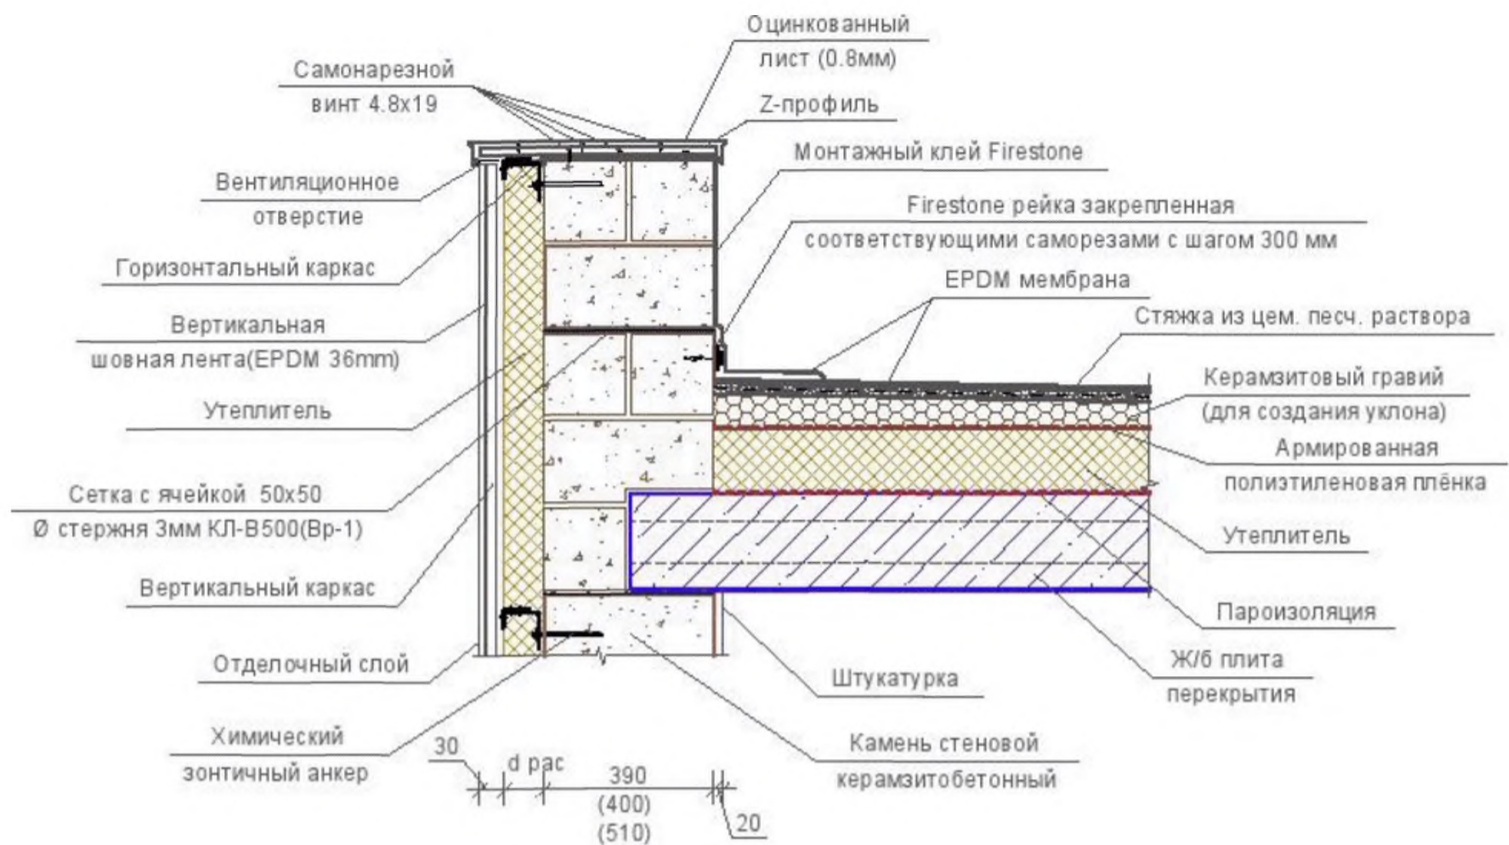 Оцинкованный
лист (0.8мм)
Самонарезной
винт 4.8х19
Z-профиль
Монтажный клей Firestone
Вентиляционное
отверстие
Firestone рейка закрепленная
соответствующими саморезами с шагом 300 мм
Горизонтальный каркас
EPDM мембрана
Вертикальная
шовная лента(EPDM 36mm)
Стяжка из цем. песч. раствора
Керамзитовый гравий
(для создания уклона)
Утеплитель
Армированная
полиэтиленовая плёнка
Сетка с ячейкой 50х50
Ø стержня 3мм КЛ-В500(Вр-1)
Утеплитель
Вертикальный каркас
Пароизоляция
Отделочный слой
Ж/б плита
перекрытия
Штукатурка
Химический
зонтичный анкер
Камень стеновой
керамзитобетонный
30
d рас
390
(400)
(510)
20